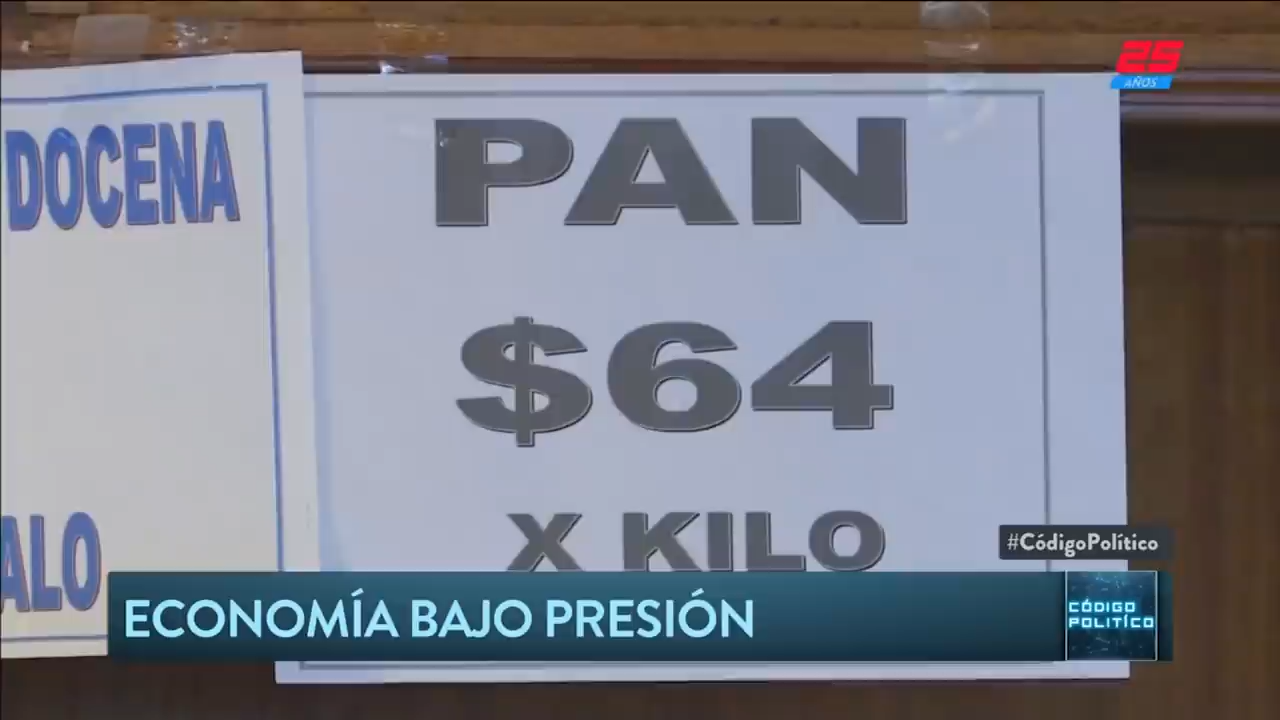 25
AÑOS
DOCENA
ALO
PAN
$64
X KILO
#CódigoPolítico
ECONOMÍA BAJO PRESIÓN
CÓDIGO
POLÍTICO